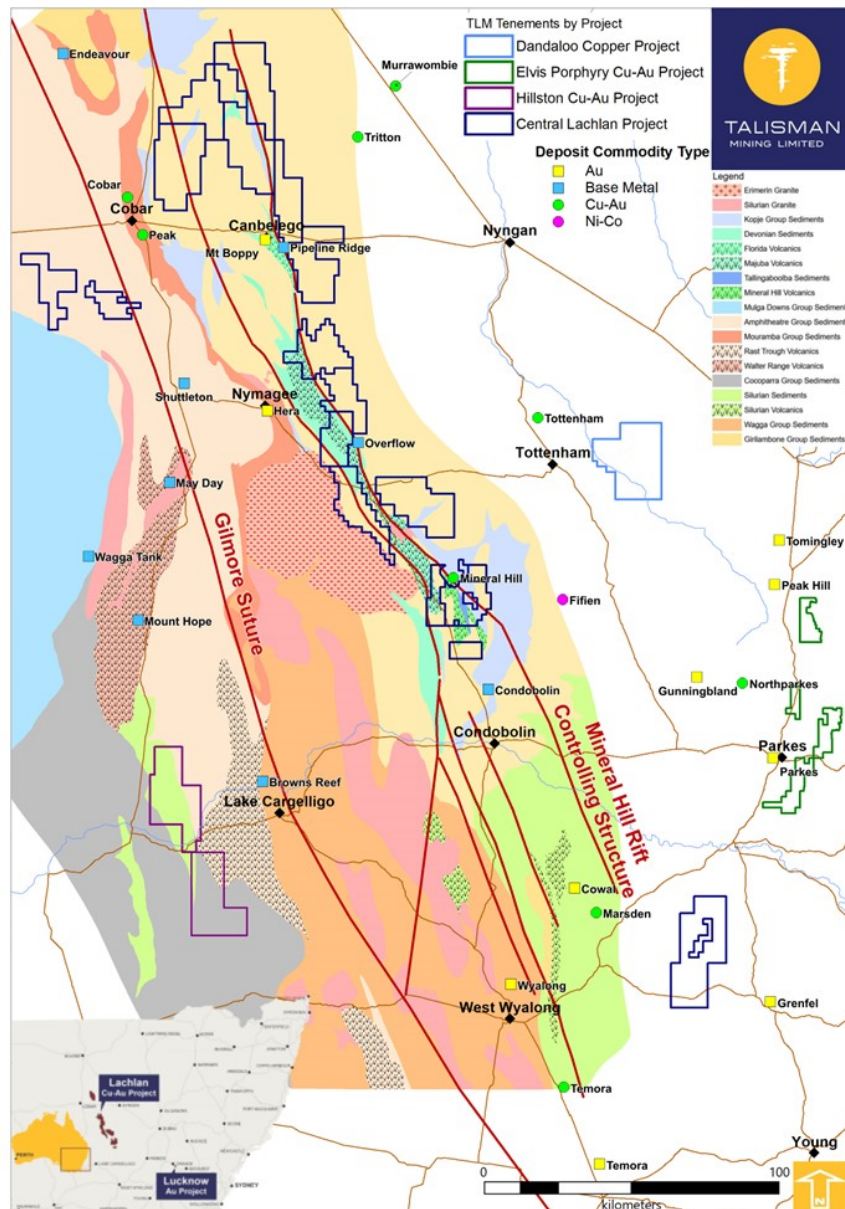 TLM Tenements by Project
Dandaloo Copper Project
Elvis Porphyry Cu-Au Project
Hillston Cu-Au Project
Central Lachlan Project
Deposit Commodity Type
Au
Base Metal
Cu-Au
Ni-Co
TALISMAN
MINING LIMITED
Legend
Erimerin Granite
Silurian Granite
Kopje Group Sediments
Devonian Sediments
Florida Volcanics
Majuba Volcanics
Tallingaboolba Sediments
Mineral Hill Volcanics
Mulga Downs Group Sediment
Amphitheatre Group Sediment
Mouramba Group Sediments
Rast Trough Volcanics
Walter Range Volcanics
Cocoparra Group Sediments
Silurian Sediments
Silurian Volcanics
Wagga Group Sediments
Girilambone Group Sediments
Endeavour
Murrawombie
Tritton
Cobar
Cobar
Peak
Canbelego
Mt Boppy
Pipeline Ridge
Nyngan
Shuttleton
Nymagee
Hera
Overflow
Tottenham
Tottenham
May Day
Wagga Tank
Mount Hope
Gilmore Suture
Mineral Hill
Fifien
Tomingley
Peak Hill
Gunningbland
Northparkes
Condobolin
Condobolin
Mineral Hill Rift
Controlling Structure
Parkes
Parkes
Browns Reef
Lake Cargelligo
Cowal
Marsden
Wyalong
West Wyalong
Grenfel
Temora
Temora
Young
Lachlan
Cu-Au Project
Lucknow
Au Project
PERTH
SYDNEY
0
100
kilometers
N